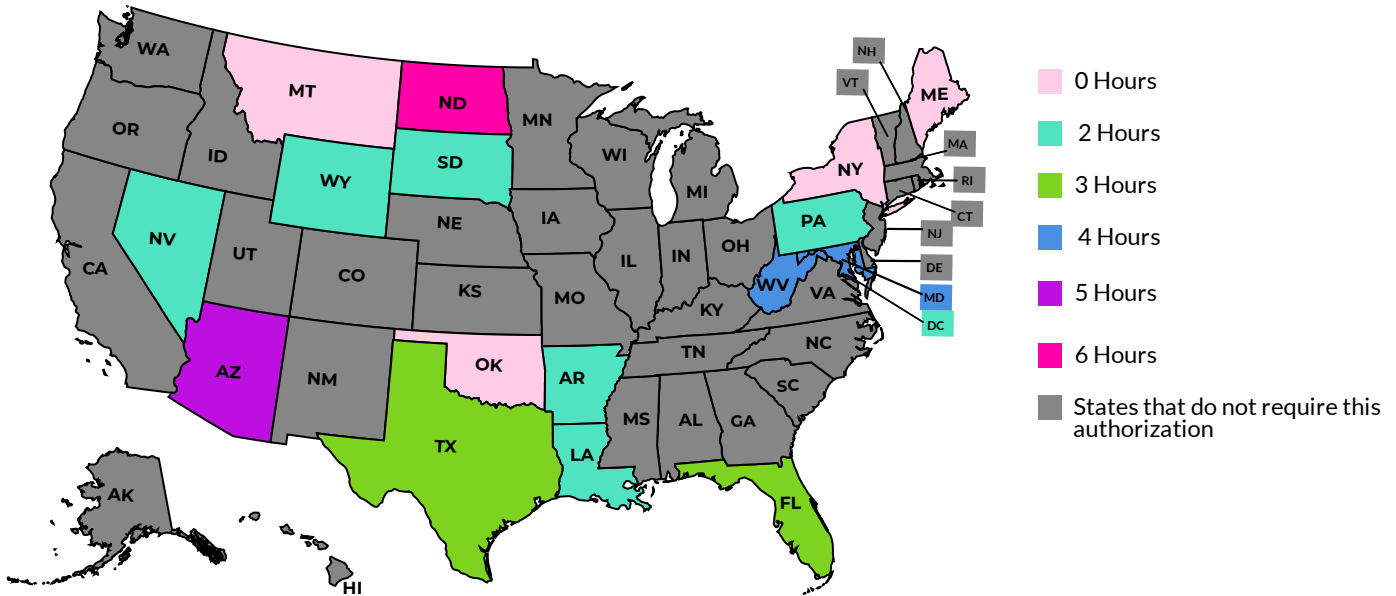 WA
OR
CA
NV
ID
MT
WY
UT
AZ
CO
NM
ND
SD
NE
KS
OK
TX
MN
IA
MO
AR
LA
WI
IL
MI
IN
OH
KY
TN
MS
AL
GA
FL
SC
NC
VA
WV
PA
NY
ME
NH
VT
MA
RI
CT
NJ
DE
MD
DC
AK
HI
0 Hours
2 Hours
3 Hours
4 Hours
5 Hours
6 Hours
States that do not require this
authorization